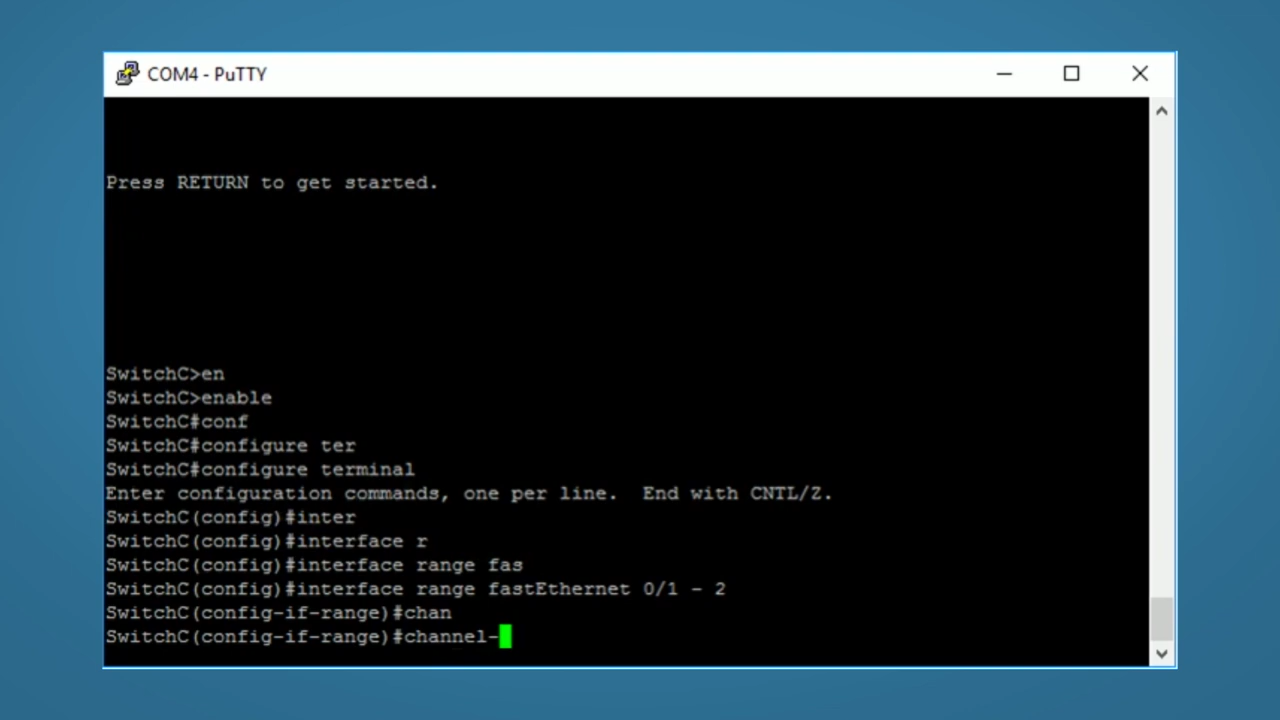 COM4 - PuTTY
Press RETURN to get started.
SwitchC>en
SwitchC>enable
SwitchC#conf
SwitchC#configure ter
SwitchC#configure terminal
Enter configuration commands, one per line.  End with CNTL/Z.
SwitchC(config)#inter
SwitchC(config)#interface r
SwitchC(config)#interface range fas
SwitchC(config)#interface range fastEthernet 0/1 - 2
SwitchC(config-if-range)#chan
SwitchC(config-if-range)#channel-